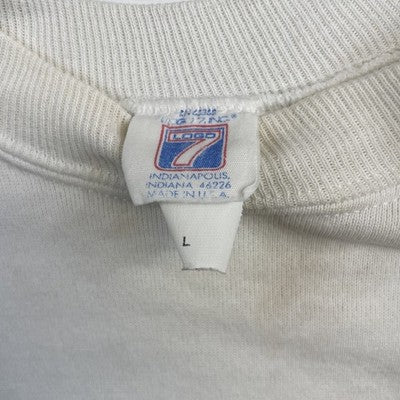 LOGO
7
INDIANAPOLIS,
INDIANA 46226
MADE IN U.S.A.
L